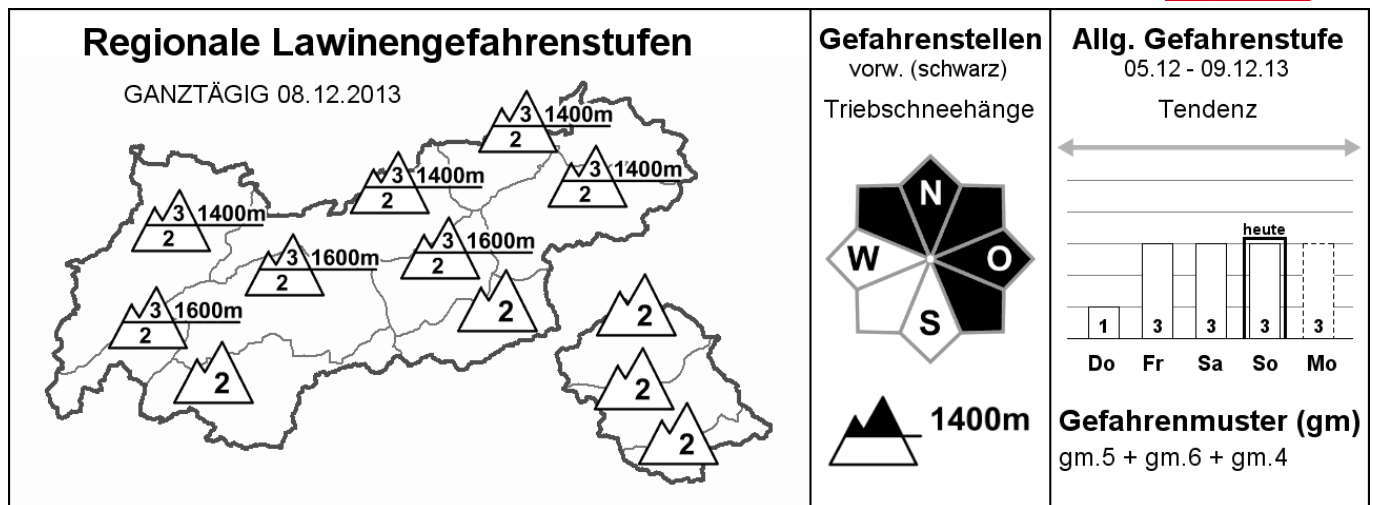 Regionale Lawinengefahrenstufen
GANZTÄGIG 08.12.2013
3 1400m
2
3 1400m
2
3 1400m
2
3 1400m
2
3 1600m
2
3 1600m
2
3 1600m
2
2
2
2
2
2
Gefahrenstellen
vorw. (schwarz)
Triebschneehänge
N
W
O
S
1400m
Allg. Gefahrenstufe
05.12 - 09.12.13
Tendenz
heute
1 3 3 3 3
Do Fr Sa So Mo
Gefahrenmuster (gm)
gm.5 + gm.6 + gm.4